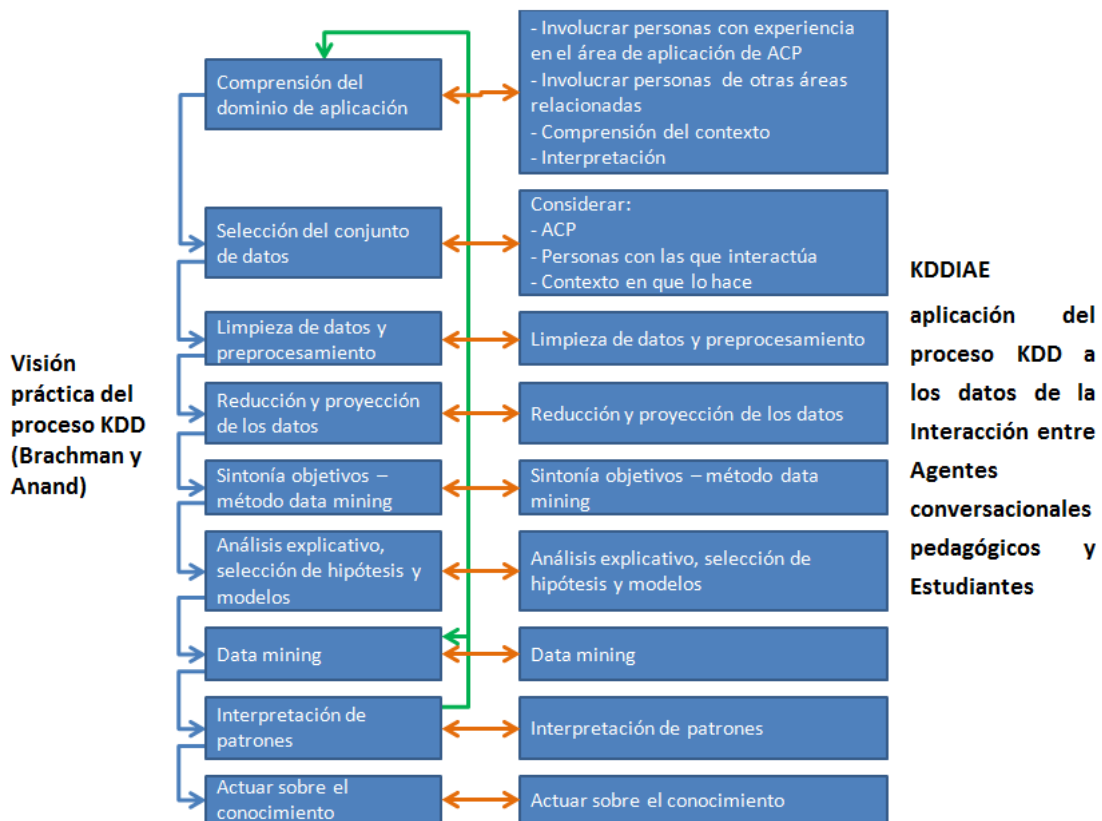 Visión
práctica del
proceso KDD
(Brachman y
Anand)
Comprensión del
dominio de aplicación
Selección del conjunto
de datos
Limpieza de datos y
preprocesamiento
Reducción y proyección
de los datos
Sintonía objetivos –
método data mining
Análisis explicativo,
selección de hipótesis y
modelos
Data mining
Interpretación de
patrones
Actuar sobre el
conocimiento
- Involucrar personas con experiencia
en el área de aplicación de ACP
- Involucrar personas de otras áreas
relacionadas
- Comprensión del contexto
- Interpretación
Considerar:
- ACP
- Personas con las que interactúa
- Contexto en que lo hace
Limpieza de datos y preprocesamiento
Reducción y proyección de los datos
Sintonía objetivos – método data
mining
Análisis explicativo, selección de
hipótesis y modelos
Data mining
Interpretación de patrones
Actuar sobre el conocimiento
KDDIAE
aplicación del
proceso KDD a
los datos de la
Interacción entre
Agentes
conversacionales
pedagógicos y
Estudiantes